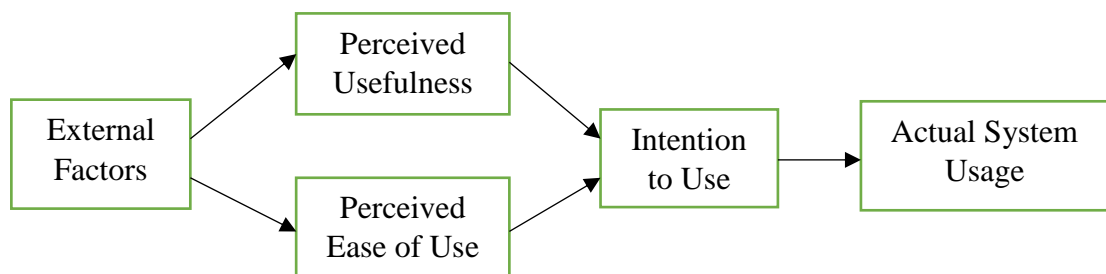 External
Factors
Perceived
Usefulness
Perceived
Ease of Use
Intention
to Use
Actual System
Usage